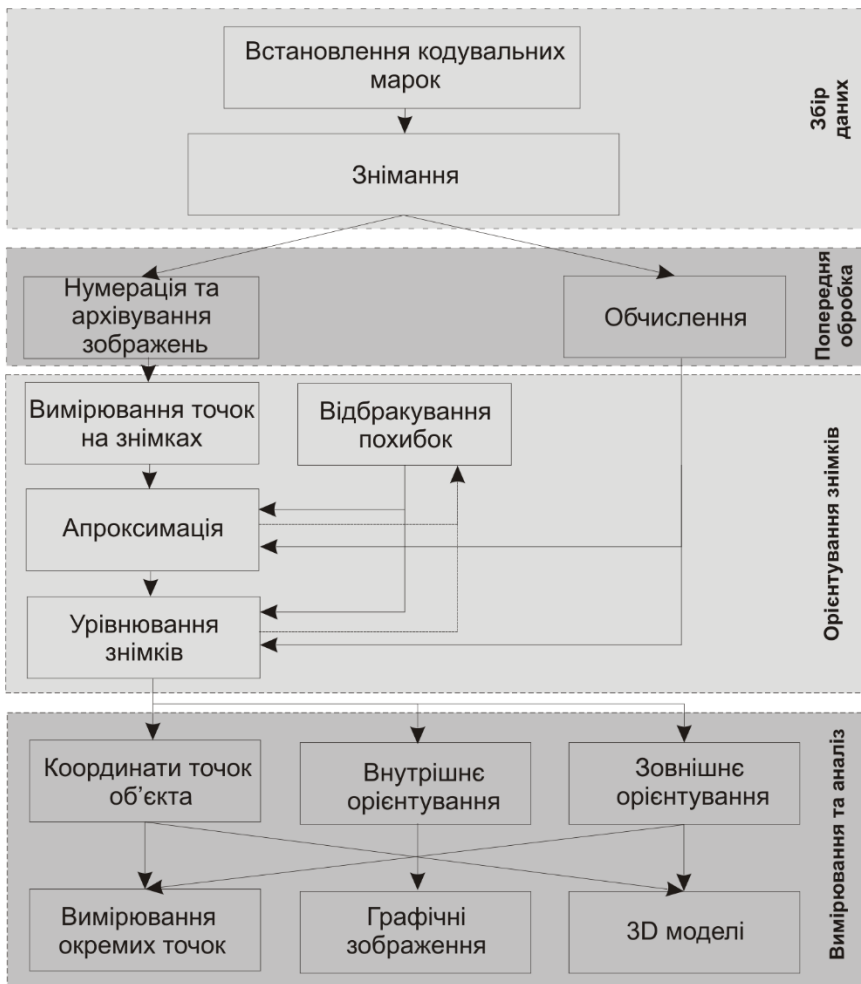 Встановлення кодувальних
марок
Знімання
Збір
даних
Нумерація та
архівування
зображень
Обчислення
Попередня
обробка
Вимірювання точок
на знімках
Відбракування
похибок
Апроксимація
Урівнювання
знімків
Орієнтування знімків
Координати точок
об’єкта
Внутрішнє
орієнтування
Зовнішнє
орієнтування
Вимірювання
окремих точок
Графічні
зображення
3D моделі
Вимірювання та аналіз